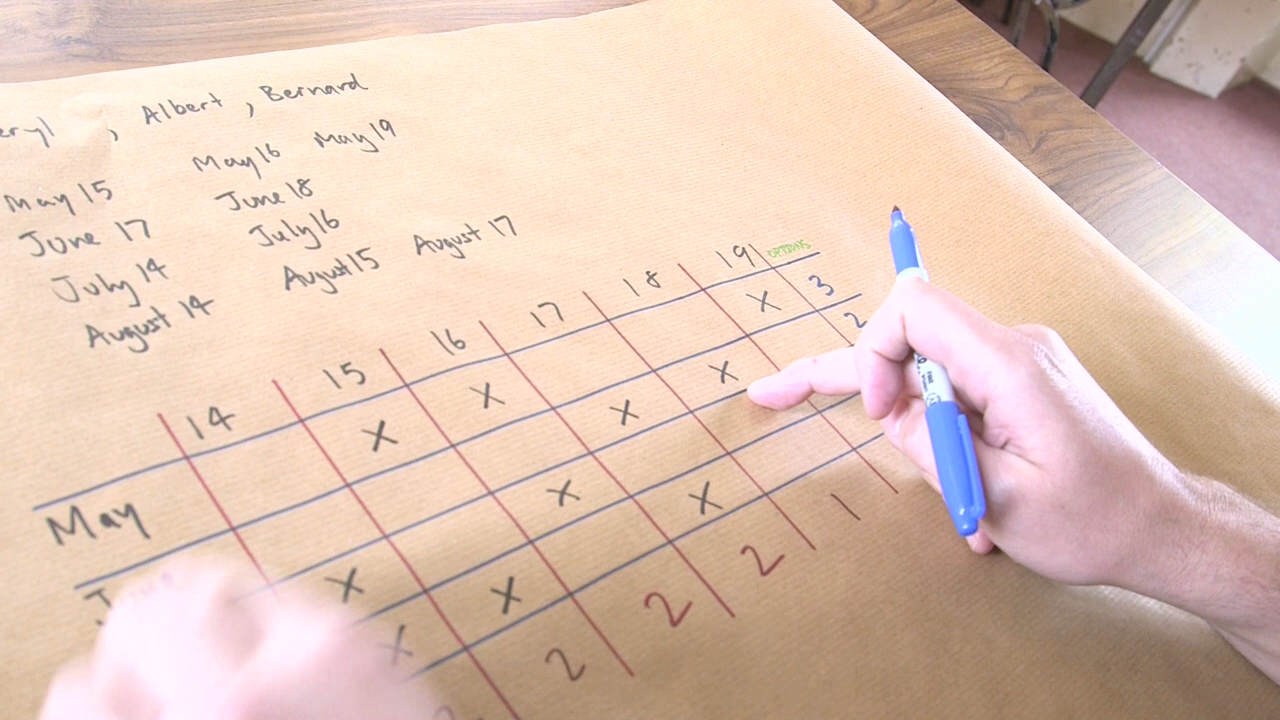 eryl , Albert , Bernard
May 15 May 16 May 19
June 17 June 18
July 14 July 16
August 14 August 15 August 17
14 15 16 17 18 19 OPTIONS
May X X X 3
X X 2
X X
X X X
2 2 2 1